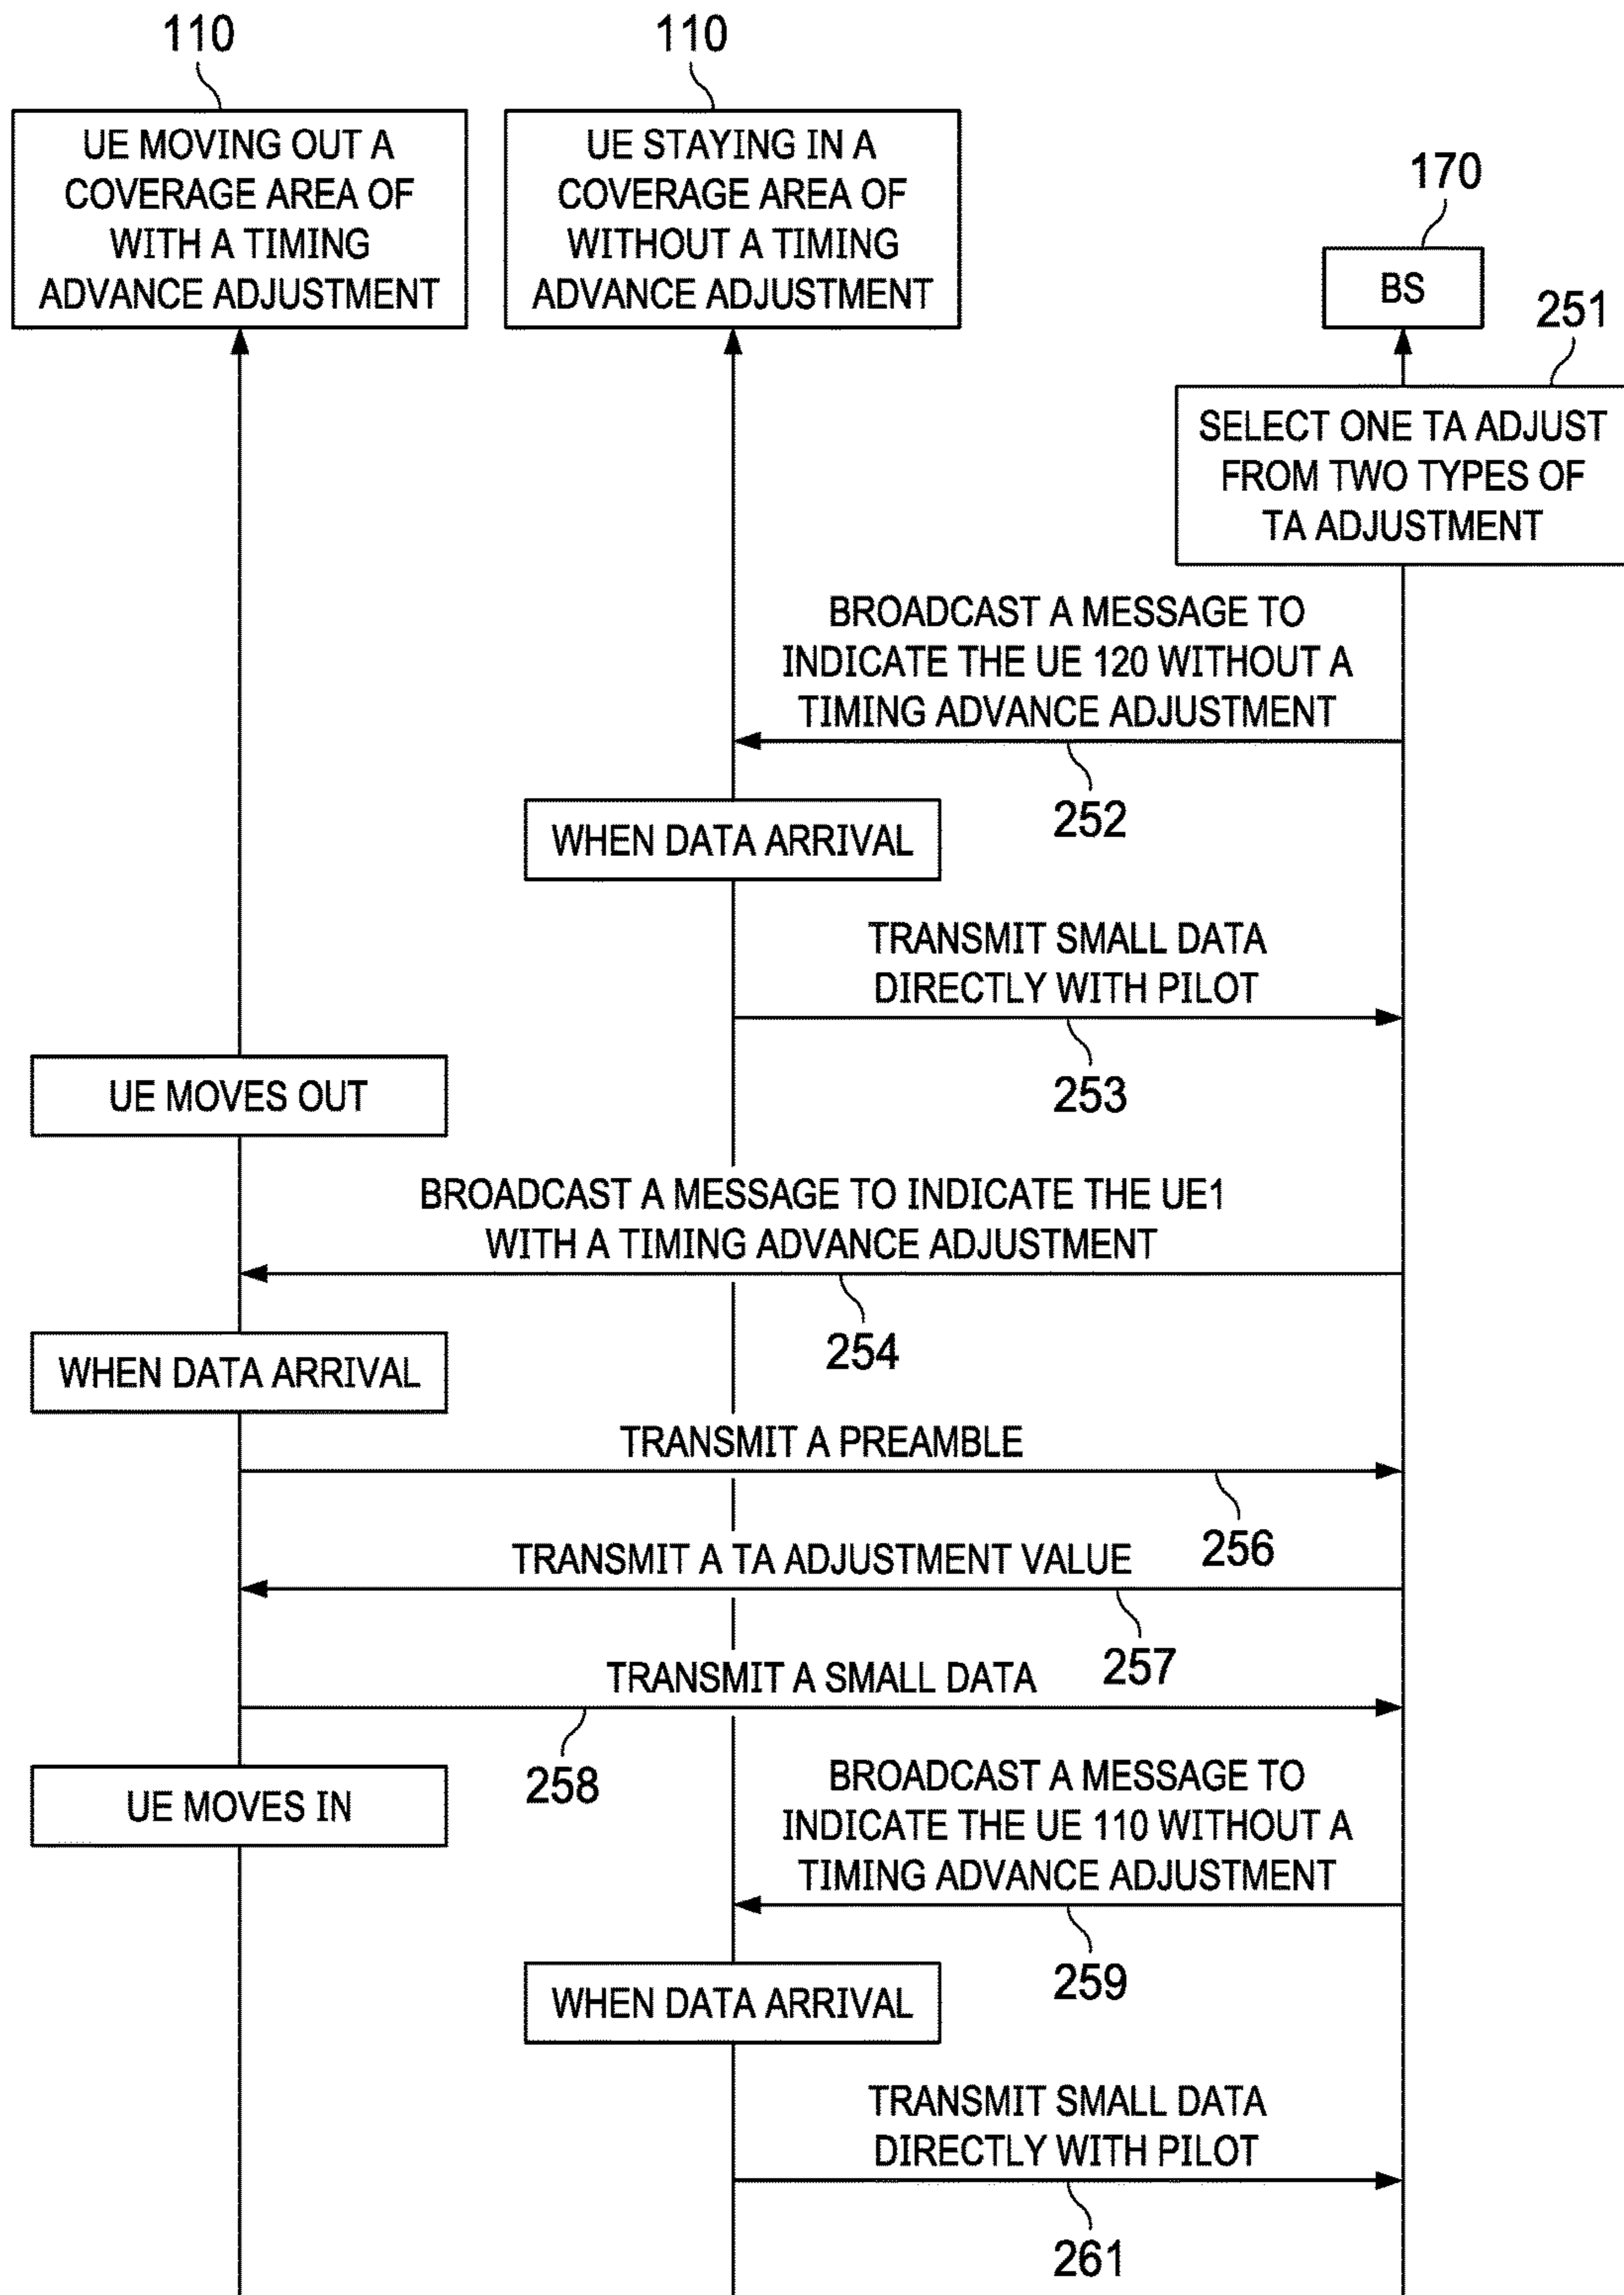 110
110
UE MOVING OUT A
COVERAGE AREA OF
WITH A TIMING
ADVANCE ADJUSTMENT
UE STAYING IN A
COVERAGE AREA OF
WITHOUT A TIMING
ADVANCE ADJUSTMENT
170
BS
251
SELECT ONE TA ADJUST
FROM TWO TYPES OF
TA ADJUSTMENT
BROADCAST A MESSAGE TO
INDICATE THE UE 120 WITHOUT A
TIMING ADVANCE ADJUSTMENT
252
WHEN DATA ARRIVAL
TRANSMIT SMALL DATA
DIRECTLY WITH PILOT
253
UE MOVES OUT
BROADCAST A MESSAGE TO INDICATE THE UE1
WITH A TIMING ADVANCE ADJUSTMENT
254
WHEN DATA ARRIVAL
TRANSMIT A PREAMBLE
256
TRANSMIT A TA ADJUSTMENT VALUE
257
TRANSMIT A SMALL DATA
258
UE MOVES IN
BROADCAST A MESSAGE TO
INDICATE THE UE 110 WITHOUT A
TIMING ADVANCE ADJUSTMENT
259
WHEN DATA ARRIVAL
TRANSMIT SMALL DATA
DIRECTLY WITH PILOT
261